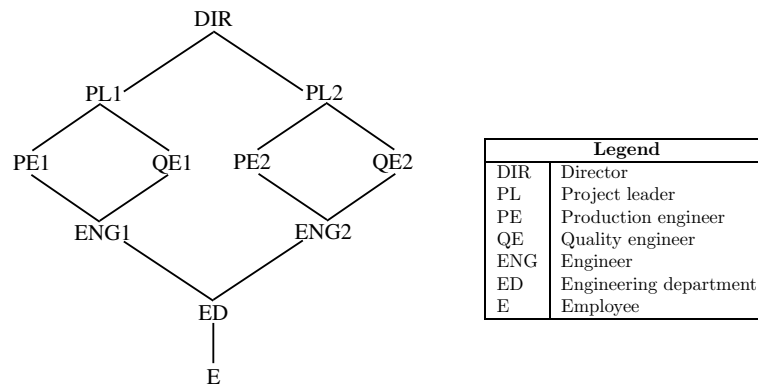 DIR
PL1 PL2
PE1 QE1 PE2 QE2
ENG1 ENG2
ED
E
Legend
DIR Director
PL Project leader
PE Production engineer
QE Quality engineer
ENG Engineer
ED Engineering department
E Employee